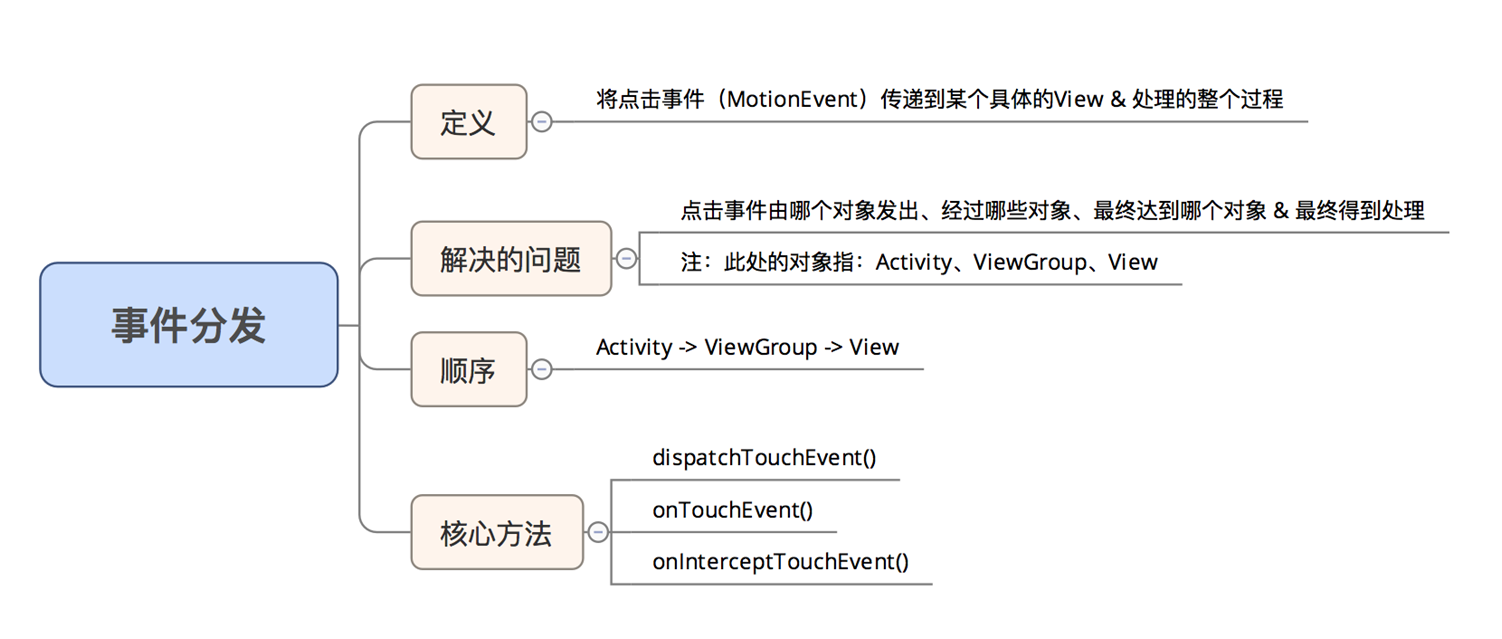 定义
将点击事件（MotionEvent）传递到某个具体的View & 处理的整个过程
解决的问题
点击事件由哪个对象发出、经过哪些对象、最终达到哪个对象 & 最终得到处理
注：此处的对象指：Activity、ViewGroup、View
事件分发
顺序
Activity -> ViewGroup -> View
核心方法
dispatchTouchEvent()
onTouchEvent()
onInterceptTouchEvent()